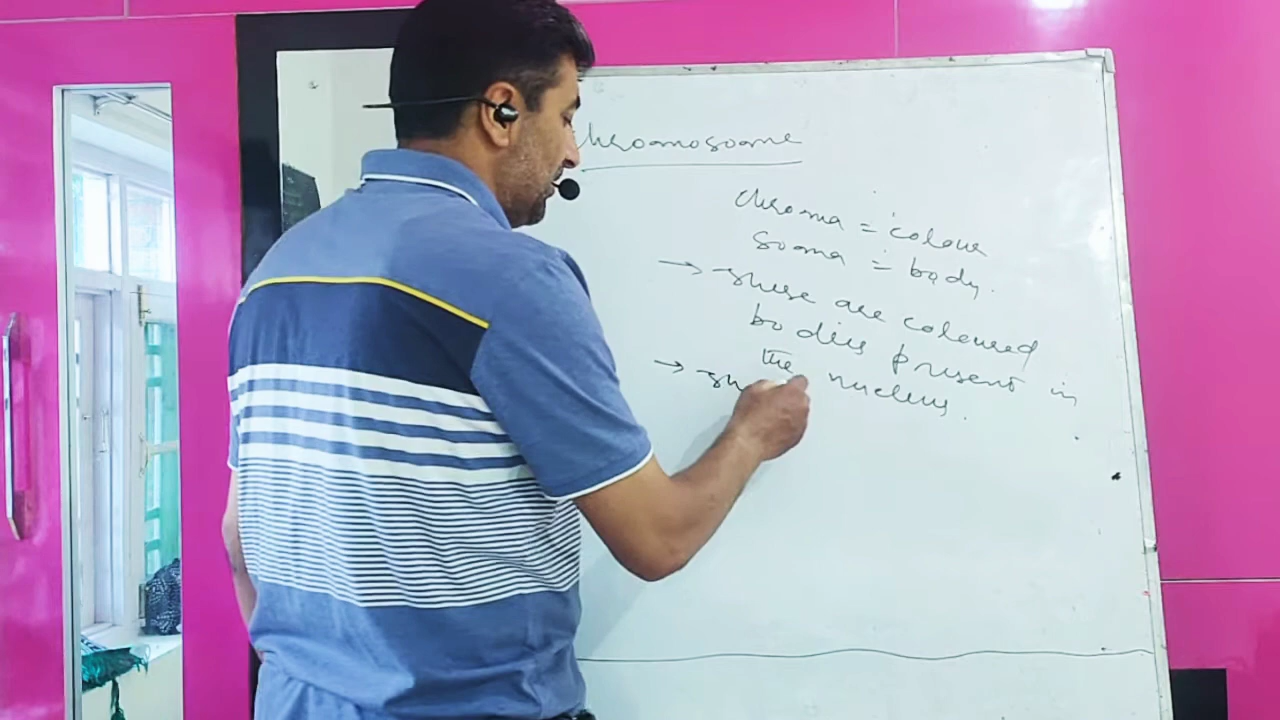 chromosome
chroma = colour
soma = body.
→ These are coloured
bodies present in
the nucleus.
→